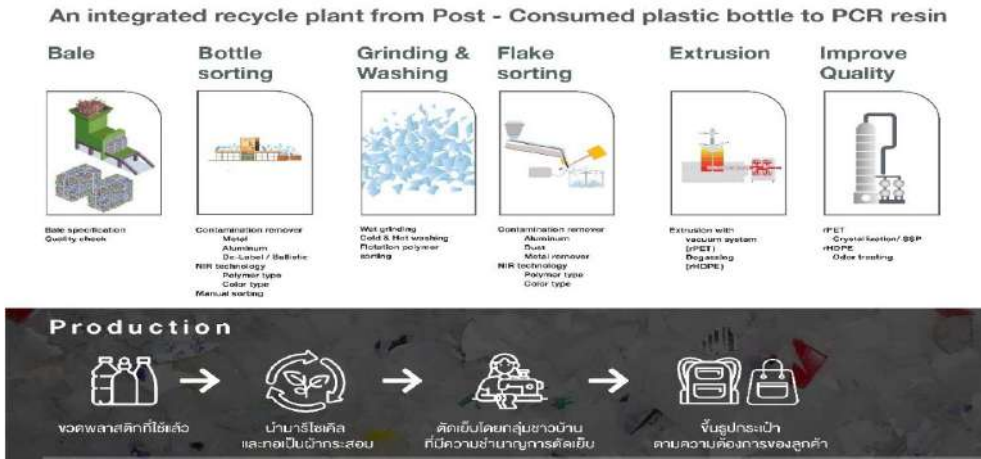 An integrated recycle plant from Post - Consumed plastic bottle to PCR resin
Bale
Bottle
sorting
Grinding &
Washing
Flake
sorting
Extrusion
Improve
Quality
Bale specification
Quality check
Contamination remover
Metal
Aluminum
De-Label / Ballistic
NIR technology
Polymer type
Color type
Manual sorting
Wet grinding
Cold & Hot washing
Flotation polymer
sorting
Contamination remover
Aluminum
Dust
Metal remover
NIR technology
Polymer type
Color type
Extrusion with
vacuum system
(rPET)
Degassing
(rHDPE)
rPET
Crystallization/ SSP
rHDPE
Odor treating
Production
ขวดพลาสติกที่ใช้แล้ว
นำมารีไซเคิล
และทอเป็นผ้ากระสอบ
ตัดเย็บโดยกลุ่มชาวบ้าน
ที่มีความชำนาญการตัดเย็บ
ขึ้นรูปกระเป๋า
ตามความต้องการของลูกค้า